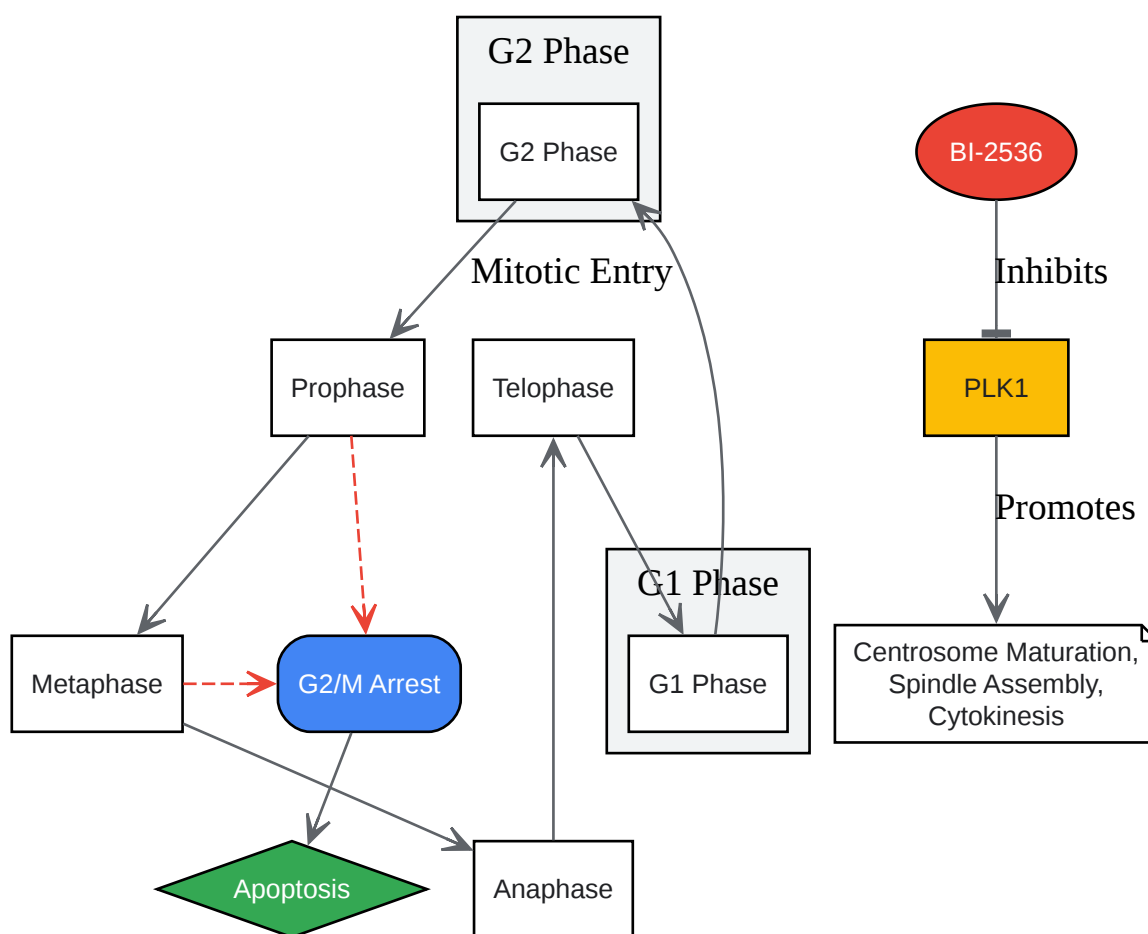 G2 Phase
G2 Phase
BI-2536
Mitotic Entry
Inhibits
Prophase
Telophase
PLK1
Promotes
G1 Phase
G1 Phase
Metaphase
G2/M Arrest
Centrosome Maturation,
Spindle Assembly,
Cytokinesis
Apoptosis
Anaphase